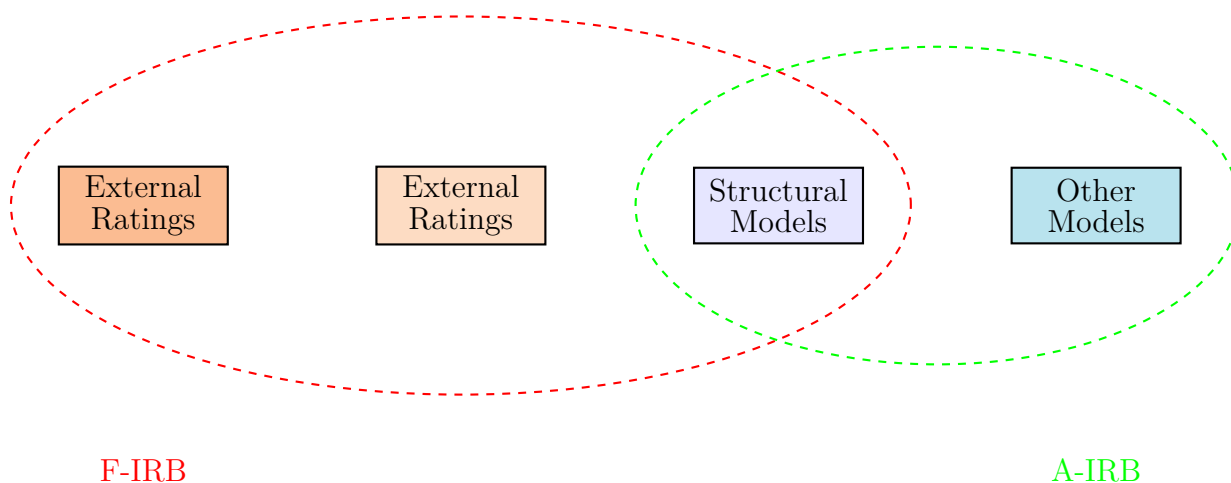 External
Ratings
External
Ratings
Structural
Models
Other
Models
F-IRB
A-IRB